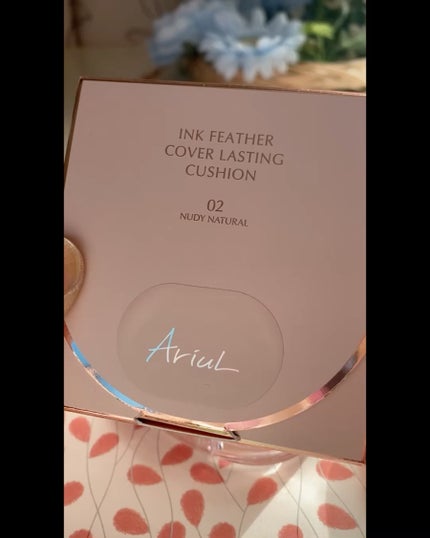 INK FEATHER
COVER LASTING
CUSHION
02
NUDY NATURAL
Ariul